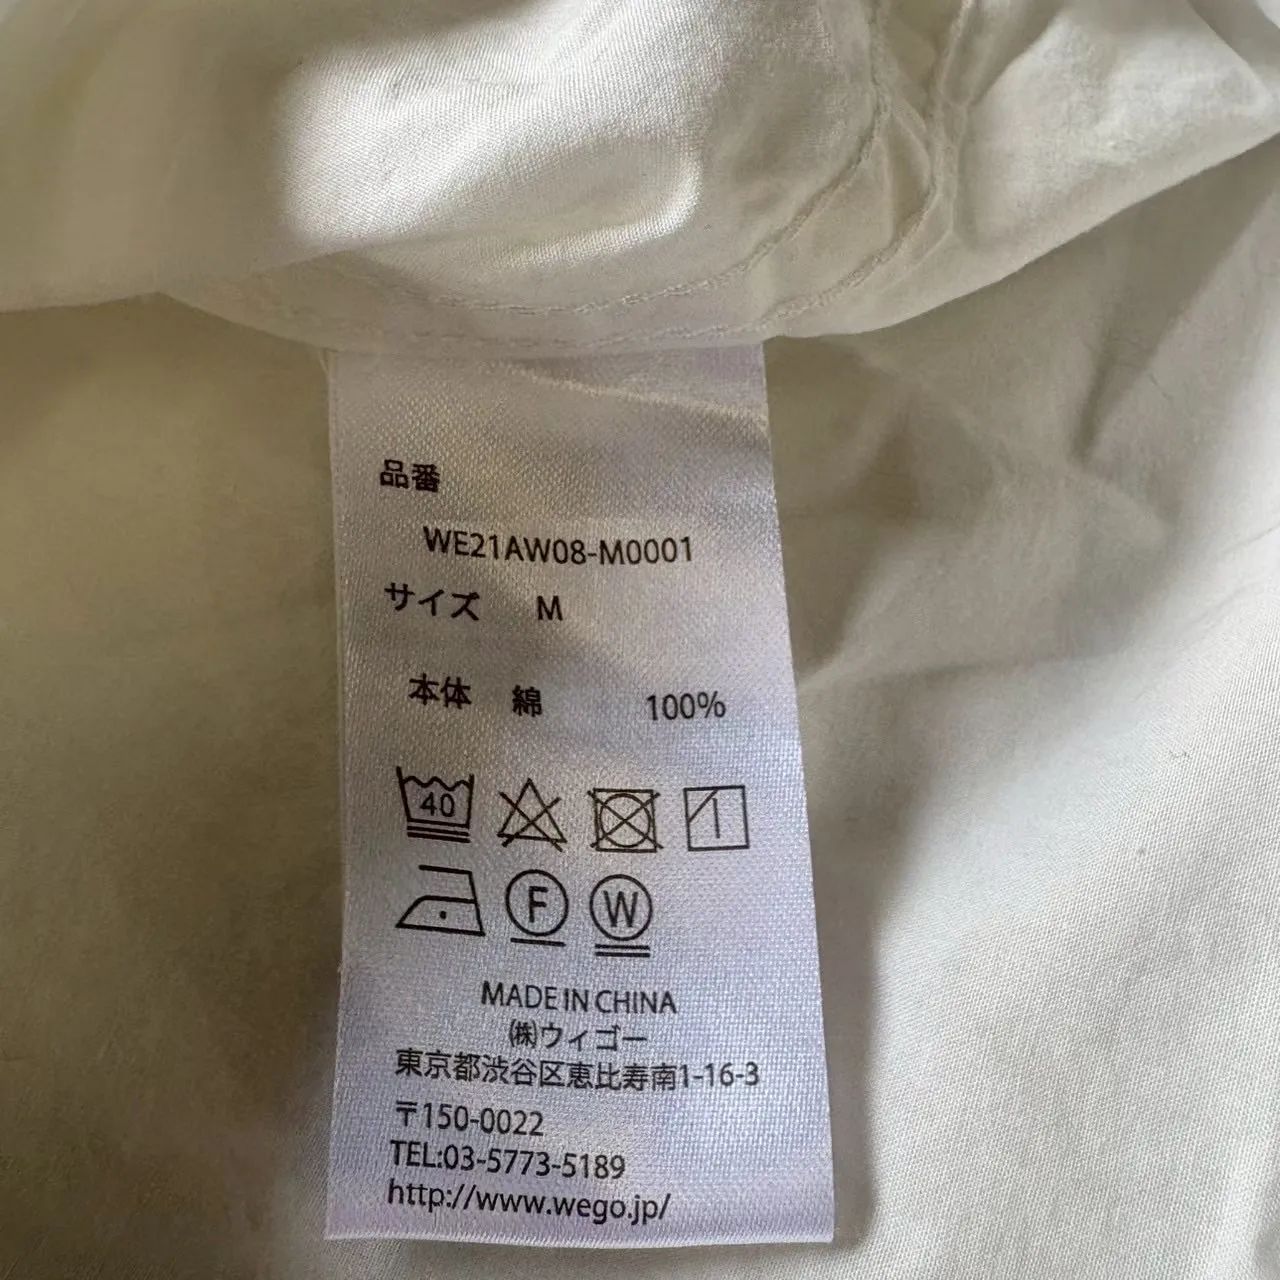 品番
WE21AW08-M0001
サイズ M
本体 綿 100%
40
F W
MADE IN CHINA
㈱ウィゴー
東京都渋谷区恵比寿南1-16-3
〒150-0022
TEL:03-5773-5189
http://www.wego.jp/